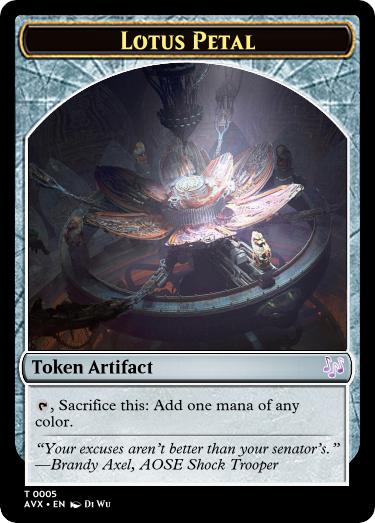 LOTUS PETAL
Token Artifact
, Sacrifice this: Add one mana of any
color.
“Your excuses aren’t better than your senator’s.”
—Brandy Axel, AOSE Shock Trooper
T 0005
AVX • EN Di Wu